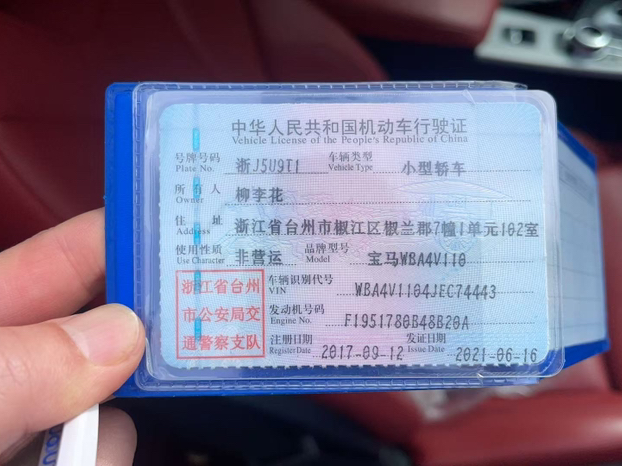 中华人民共和国机动车行驶证
Vehicle License of the People's Republic of China
号牌号码 浙J5U9T1 车辆类型 小型轿车
Plate No. Vehicle Type
所有人 柳李花
Owner
住址 浙江省台州市椒江区椒兰郡7幢1单元102室
Address
使用性质 非营运 品牌型号 宝马WBA4V110
Use Character Model
浙江省台州
市公安局交
通警察支队
车辆识别代号 WBA4V1104JEC74443
VIN
发动机号码 F1951780B48B20A
Engine No.
注册日期 2017-09-12 发证日期 2021-06-16
Register Date Issue Date